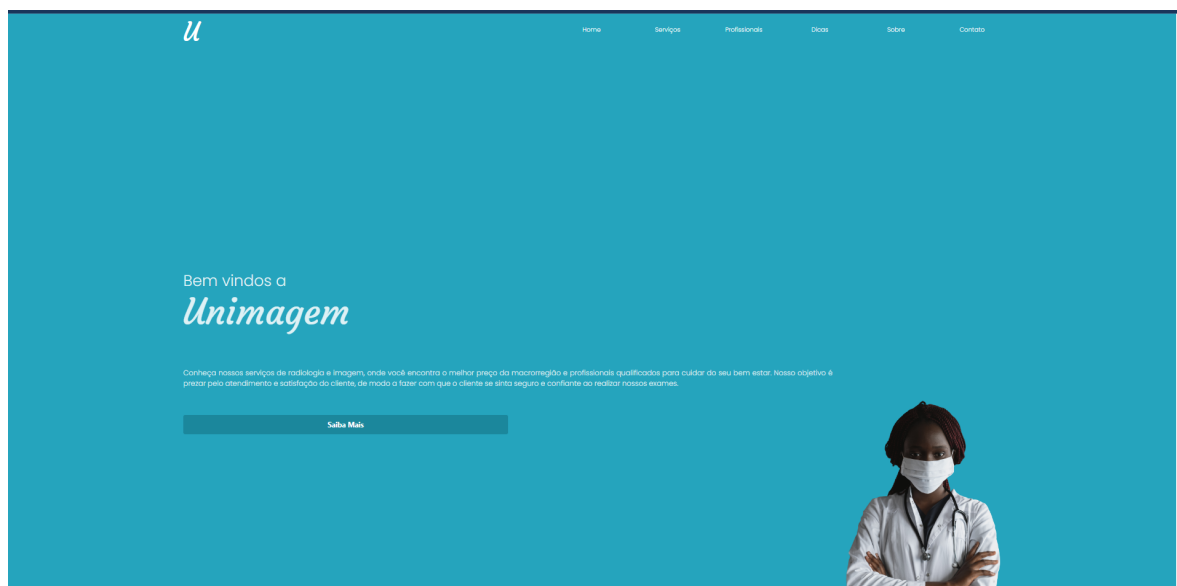 U
Home Serviços Profissionais Dicas Sobre Contato
Bem vindos a
Unimagem
Conheça nossos serviços de radiologia e imagem, onde você encontra o melhor preço da macrorregião e profissionais qualificados para cuidar do seu bem estar. Nosso objetivo é
prezar pelo atendimento e satisfação do cliente, de modo a fazer com que o cliente se sinta seguro e confiante ao realizar nossos exames.
Saiba Mais